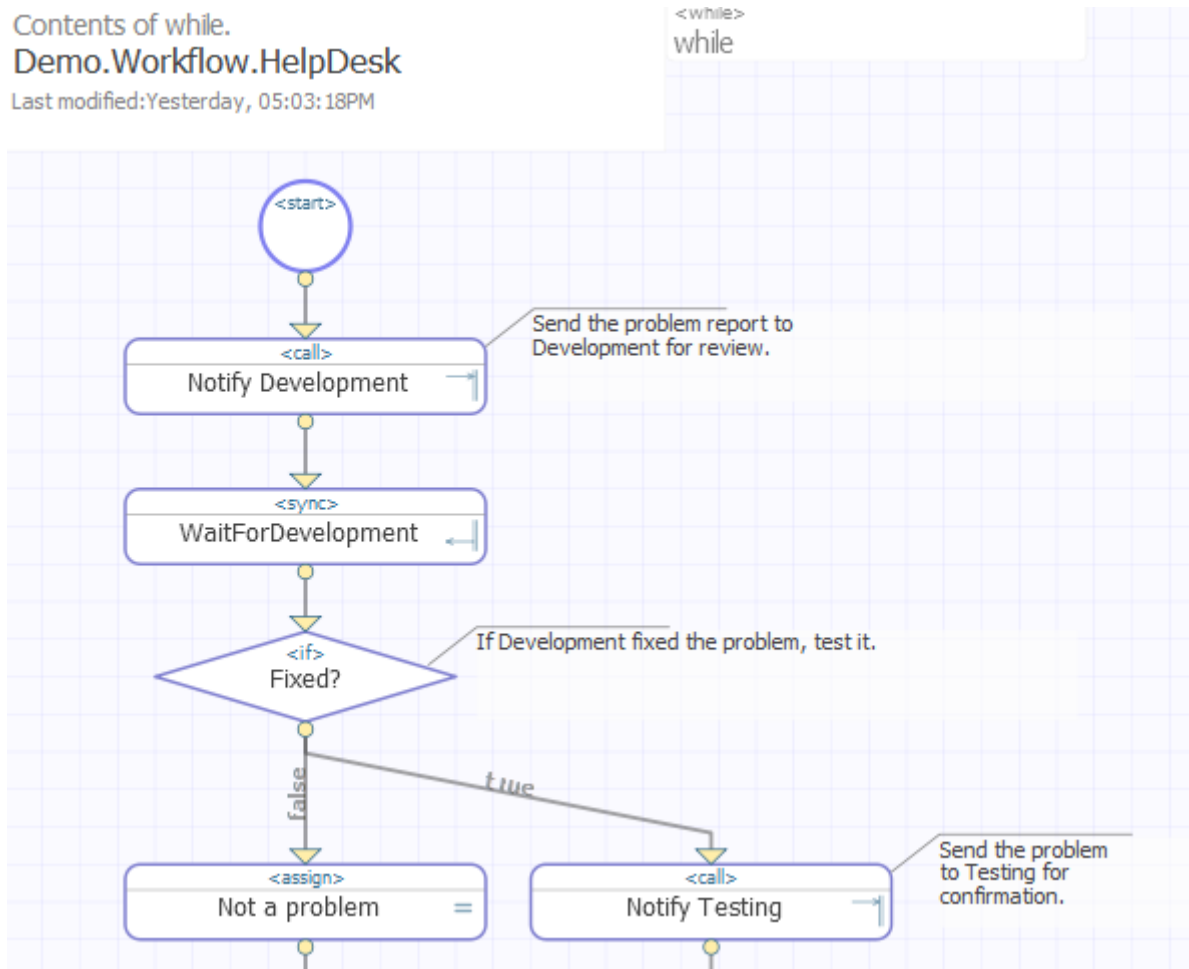 Contents of while.
Demo.Workflow.HelpDesk
Last modified:Yesterday, 05:03:18PM
<while>
while
<start>
Send the problem report to
Development for review.
<call>
Notify Development
<sync>
WaitForDevelopment
If Development fixed the problem, test it.
<if>
Fixed?
false
true
Send the problem
to Testing for
confirmation.
<assign>
Not a problem
=
<call>
Notify Testing